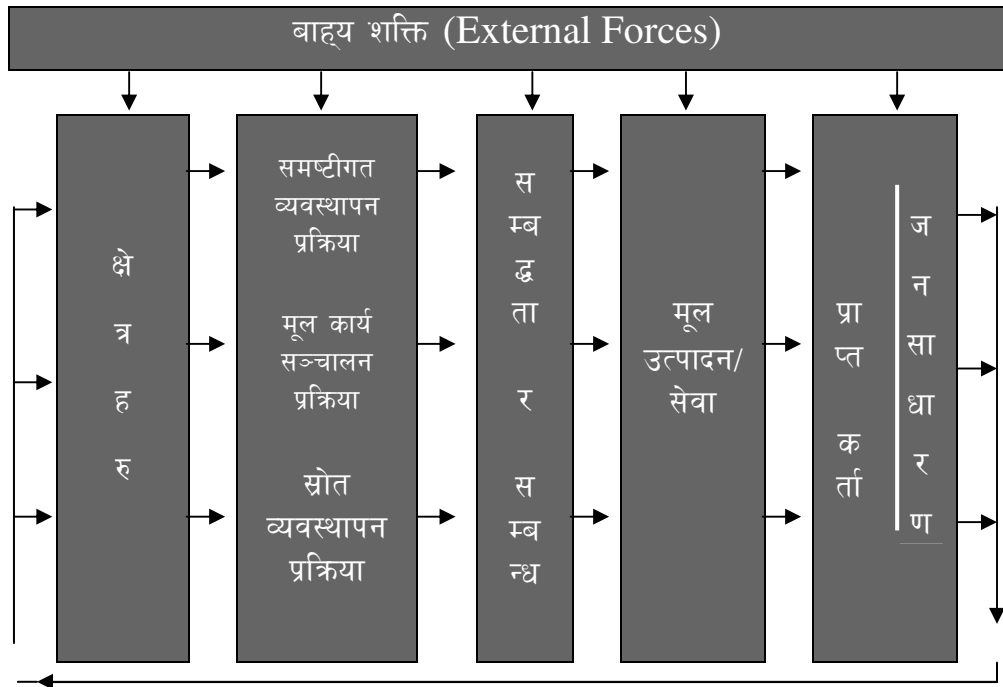 बाह्य शक्ति (External Forces)
क्षे
त्र
ह
रु
समष्टीगत
व्यवस्थापन
प्रक्रिया
मूल कार्य
सञ्चालन
प्रक्रिया
स्रोत
व्यवस्थापन
प्रक्रिया
स
म्ब
द्ध
ता
र
स
म्ब
न्ध
मूल
उत्पादन/
सेवा
प्रा
प्त
क
र्ता
ज
न
सा
धा
र
ण